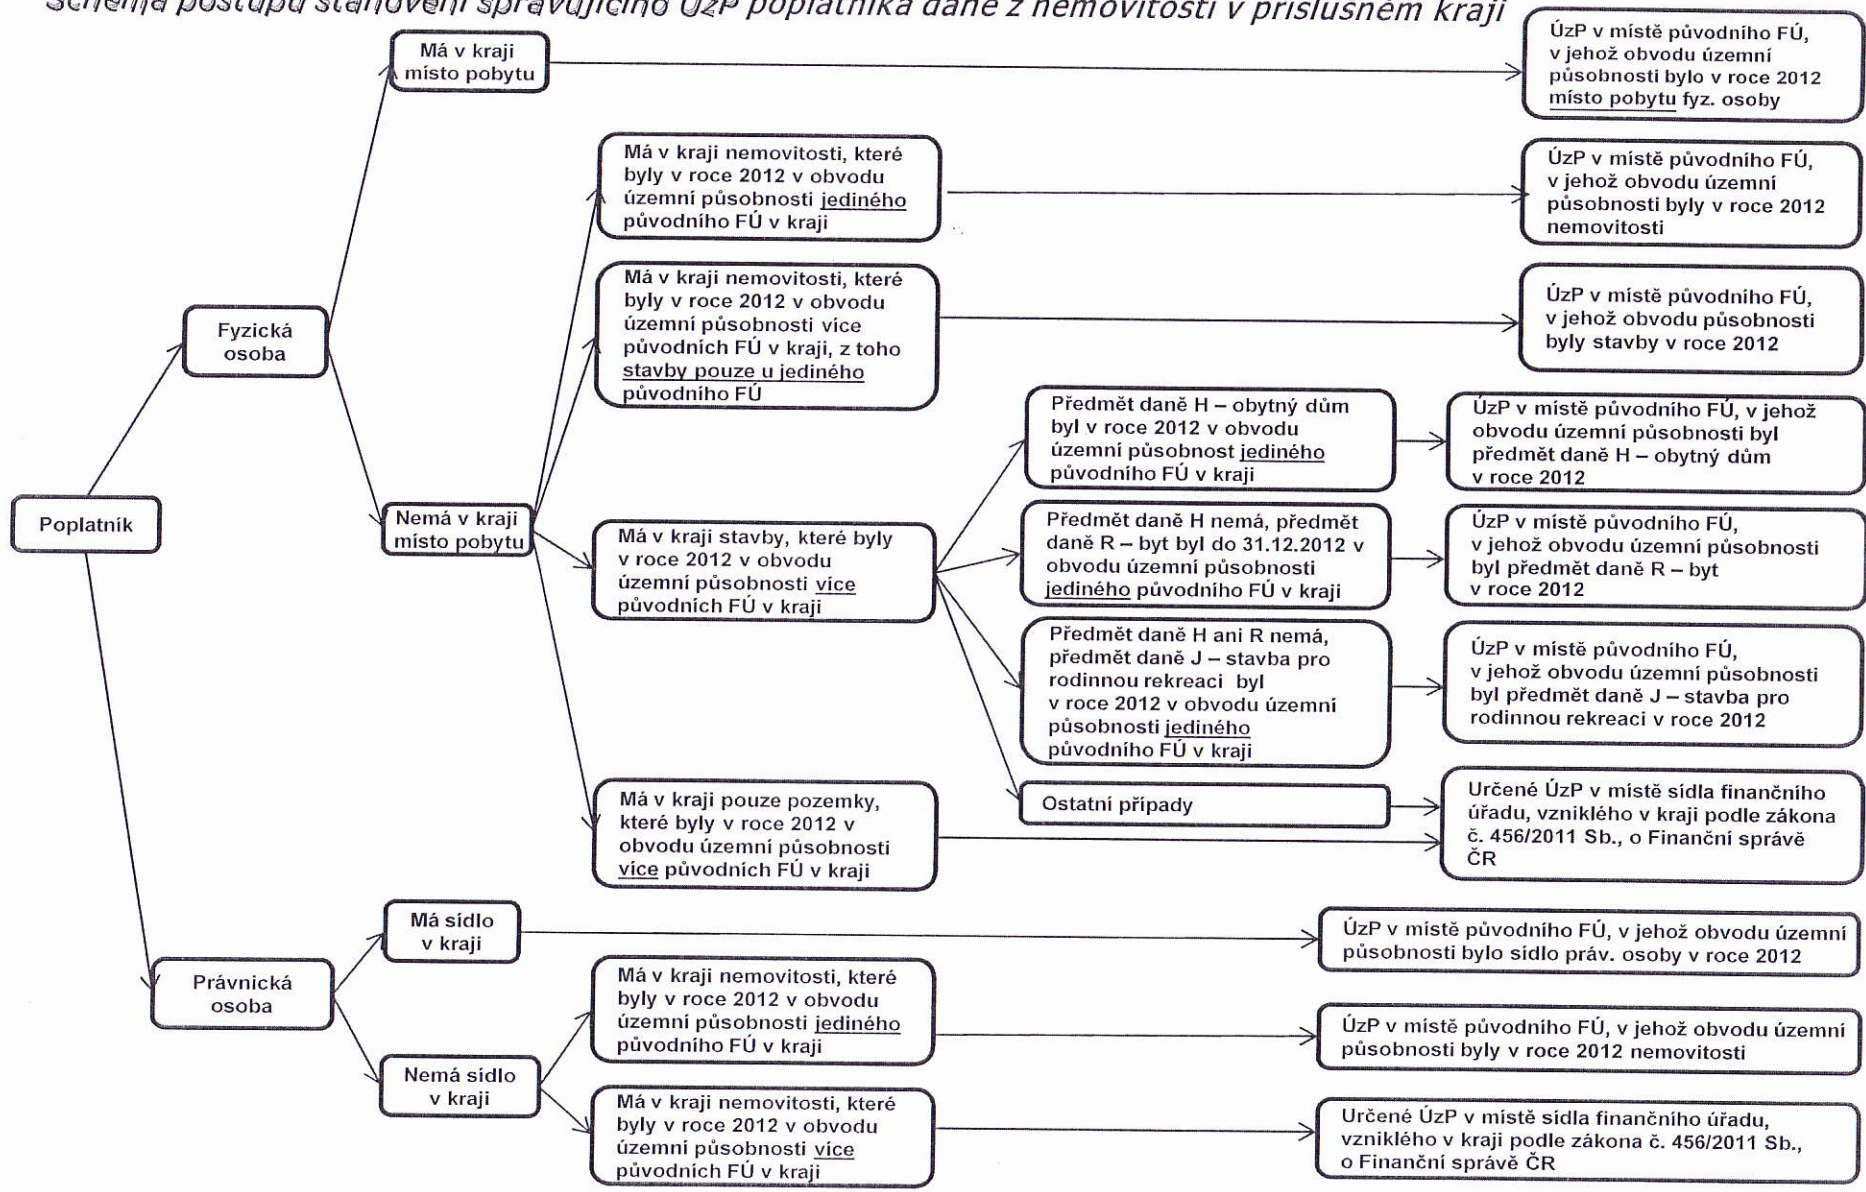 Schéma postupu stanovení spravujícího ÚzP poplatníka daně z nemovitostí v příslušném kraji
Má v kraji
místo pobytu
ÚzP v místě původního FÚ,
v jehož obvodu územní
působnosti bylo v roce 2012
místo pobytu fyz. osoby
Má v kraji nemovitosti, které
byly v roce 2012 v obvodu
územní působnosti jediného
původního FÚ v kraji
ÚzP v místě původního FÚ,
v jehož obvodu územní
působnosti byly v roce 2012
nemovitosti
Fyzická
osoba
Má v kraji nemovitosti, které
byly v roce 2012 v obvodu
územní působnosti více
původních FÚ v kraji, z toho
stavby pouze u jediného
původního FÚ
ÚzP v místě původního FÚ,
v jehož obvodu působnosti
byly stavby v roce 2012
Poplatník
Nemá v kraji
místo pobytu
Má v kraji stavby, které byly
v roce 2012 v obvodu
územní působnosti více
původních FÚ v kraji
Předmět daně H – obytný dům
byl v roce 2012 v obvodu
územní působnost jediného
původního FÚ v kraji
ÚzP v místě původního FÚ, v jehož
obvodu územní působnosti byl
předmět daně H – obytný dům
v roce 2012
Předmět daně H nemá, předmět
daně R – byt byl do 31.12.2012 v
obvodu územní působnosti
jediného původního FÚ v kraji
ÚzP v místě původního FÚ,
v jehož obvodu územní působnosti
byl předmět daně R – byt
v roce 2012
Předmět daně H ani R nemá,
předmět daně J – stavba pro
rodinnou rekreaci byl
v roce 2012 v obvodu územní
působnosti jediného
původního FÚ v kraji
ÚzP v místě původního FÚ,
v jehož obvodu územní působnosti
byl předmět daně J – stavba pro
rodinnou rekreaci v roce 2012
Ostatní případy
Má v kraji pouze pozemky,
které byly v roce 2012 v
obvodu územní působnosti
více původních FÚ v kraji
Určené ÚzP v místě sídla finančního
úřadu, vzniklého v kraji podle zákona
č. 456/2011 Sb., o Finanční správě
ČR
Právnická
osoba
Má sídlo
v kraji
ÚzP v místě původního FÚ, v jehož obvodu územní
působnosti bylo sídlo práv. osoby v roce 2012
Nemá sídlo
v kraji
Má v kraji nemovitosti, které
byly v roce 2012 v obvodu
územní působnosti jediného
původního FÚ v kraji
ÚzP v místě původního FÚ, v jehož obvodu územní
působnosti byly v roce 2012 nemovitosti
Má v kraji nemovitosti, které
byly v roce 2012 v obvodu
územní působnosti více
původních FÚ v kraji
Určené ÚzP v místě sídla finančního úřadu,
vzniklého v kraji podle zákona č. 456/2011 Sb.,
o Finanční správě ČR